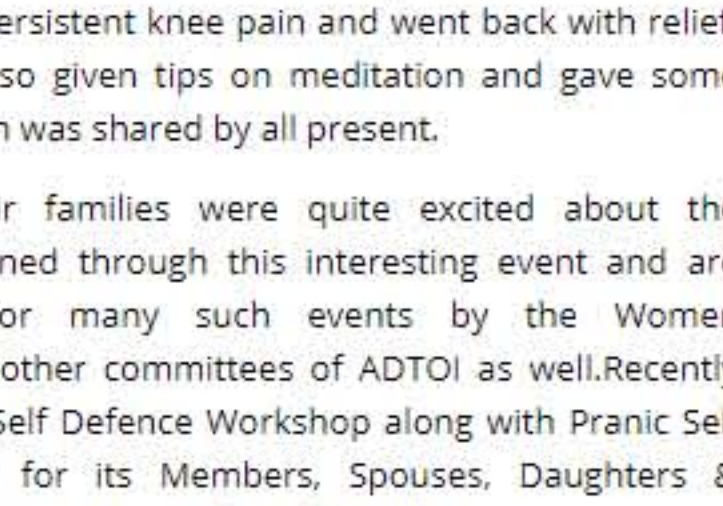 ersistent knee pain and went back with relief
so given tips on meditation and gave some
was shared by all present.
r families were quite excited about the
ned through this interesting event and are
or many such events by the Women
other committees of ADTOI as well.Recently
Self Defence Workshop along with Pranic Sel
for its Members, Spouses, Daughters &